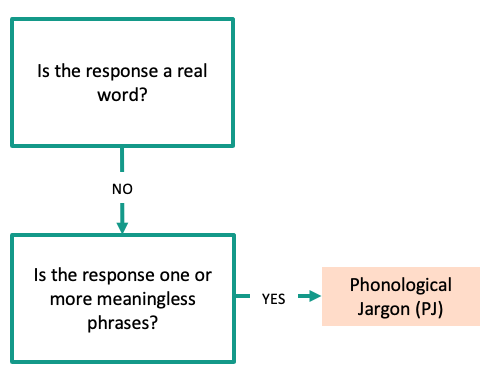 Is the response a real
word?
NO
Is the response one or
more meaningless
phrases?
YES
Phonological
Jargon (PJ)